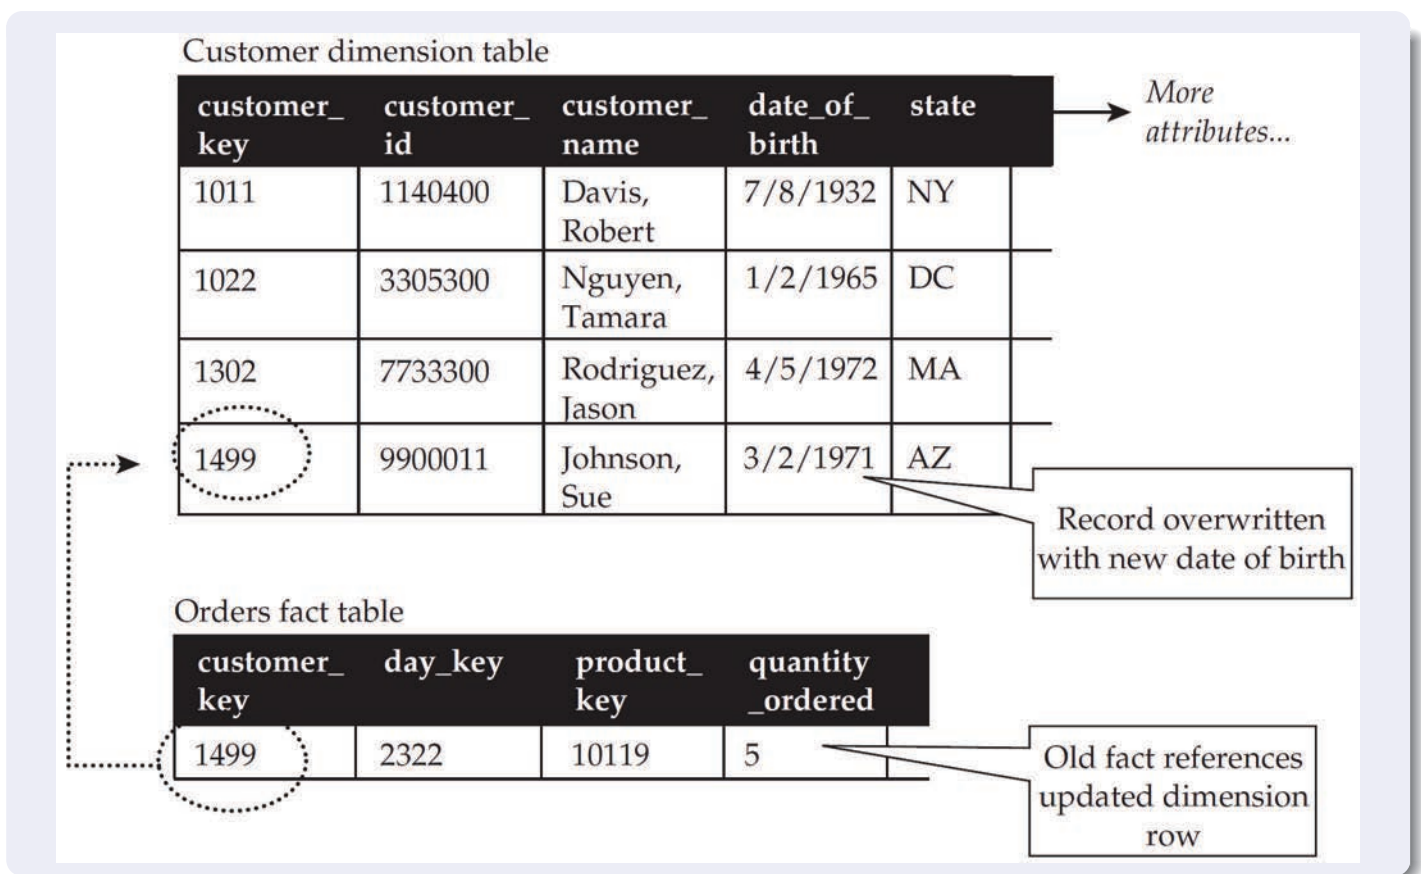 Customer dimension table
customer_ customer_ customer_ date_of_ state
key id name birth
More
attributes...
1011 1140400 Davis, 7/8/1932 NY
Robert
1022 3305300 Nguyen, 1/2/1965 DC
Tamara
1302 7733300 Rodriguez, 4/5/1972 MA
Jason
1499 9900011 Johnson, 3/2/1971 AZ
Sue
Record overwritten
with new date of birth
Orders fact table
customer_ day_key product_ quantity
key key _ordered
1499 2322 10119 5
Old fact references
updated dimension
row